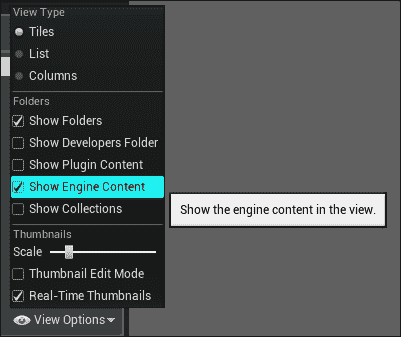 View Type
Tiles
List
Columns
Folders
Show Folders
Show Developers Folder
Show Plugin Content
Show Engine Content
Show Collections
Show the engine content in the view.
Thumbnails
Scale
Thumbnail Edit Mode
Real-Time Thumbnails
View Options